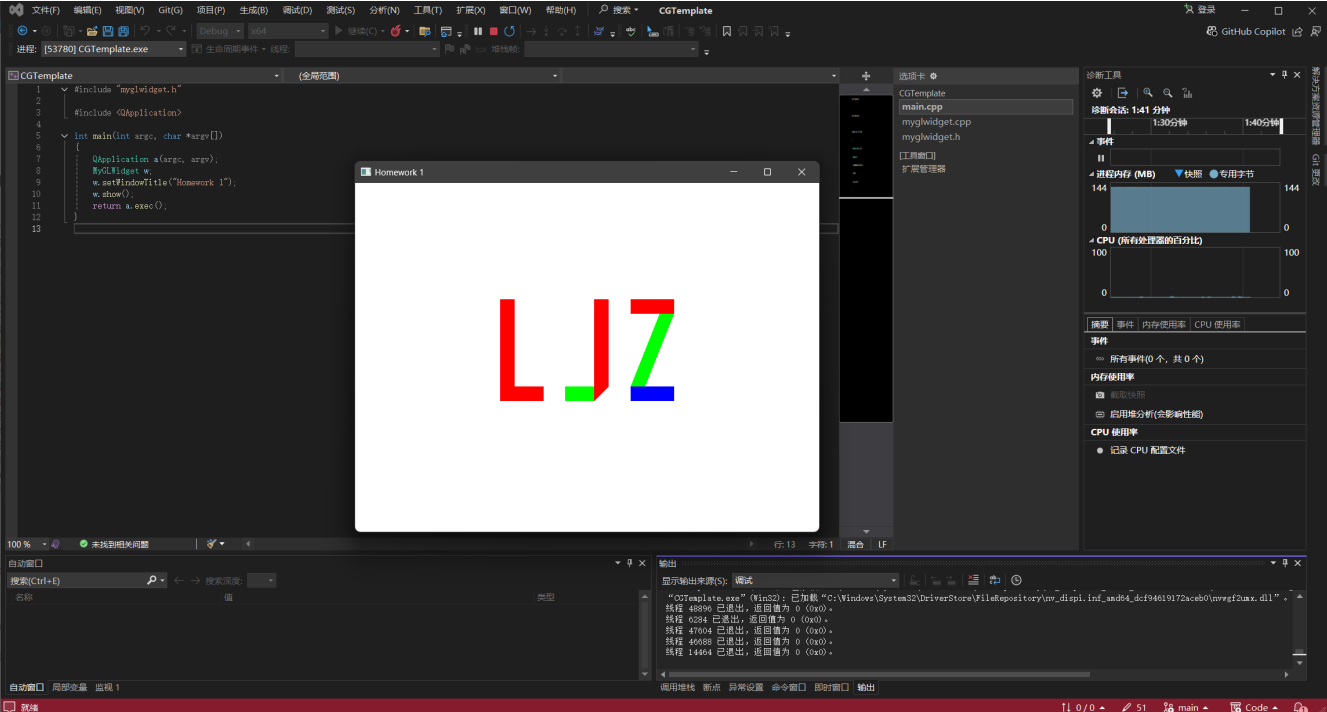 文件(F) 编辑(E) 视图(V) Git(G) 项目(P) 生成(B) 调试(D) 测试(S) 分析(N) 工具(T) 扩展(X) 窗口(W) 帮助(H) 搜索 CGTemplate 登录
Debug x64 继续(C) GitHub Copilot
进程: [53780] CGTemplate.exe 生命周期事件 线程: 堆栈帧:
CGTemplate (全局范围)
1 #include "myglwidget.h"
2
3 #include <QApplication>
4
5 int main(int argc, char *argv[])
6 {
7 QApplication a(argc, argv);
8 MyGLWidget w;
9 w.setWindowTitle("Homework 1");
10 w.show();
11 return a.exec();
12 }
13
Homework 1
LJZ
100 % 未找到相关问题 行: 13 字符: 1 混合 LF
选项卡
CGTemplate
main.cpp
myglwidget.cpp
myglwidget.h
[工具窗口]
扩展管理器
诊断工具
诊断会话: 1:41 分钟
1:30分钟 1:40分钟
事件
进程内存 (MB) 快照 专用字节
144 144
0 0
CPU (所有处理器的百分比)
100 100
0 0
摘要 事件 内存使用率 CPU 使用率
事件
所有事件(0 个，共 0 个)
内存使用率
截取快照
启用堆分析(会影响性能)
CPU 使用率
记录 CPU 配置文件
解决方案资源管理器
Git 更改
自动窗口
搜索(Ctrl+E) 搜索深度:
名称 值 类型
自动窗口 局部变量 监视 1
输出
显示输出来源(S): 调试
“CGTemplate.exe”(Win32): 已加载“C:\Windows\System32\DriverStore\FileRepository\nv_dispi.inf_amd64_dcf94619172aceb0\nvwgf2umx.dll”。
线程 48896 已退出，返回值为 0 (0x0)。
线程 6284 已退出，返回值为 0 (0x0)。
线程 47604 已退出，返回值为 0 (0x0)。
线程 46688 已退出，返回值为 0 (0x0)。
线程 14464 已退出，返回值为 0 (0x0)。
调用堆栈 断点 异常设置 命令窗口 即时窗口 输出
就绪 0 / 0 51 main Code 1